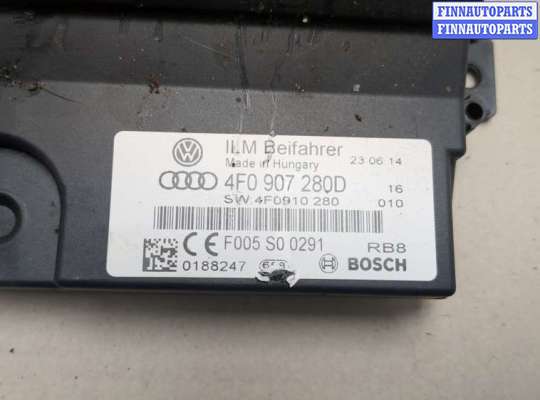 FINNAUTOPARTS
FINNAUTOPARTS
ILM Beifahrer
Made in Hungary
23 06 14
4F0 907 280D
16
SW:4F0910 280
010
F005 S0 0291
RB8
0188247
BOSCH